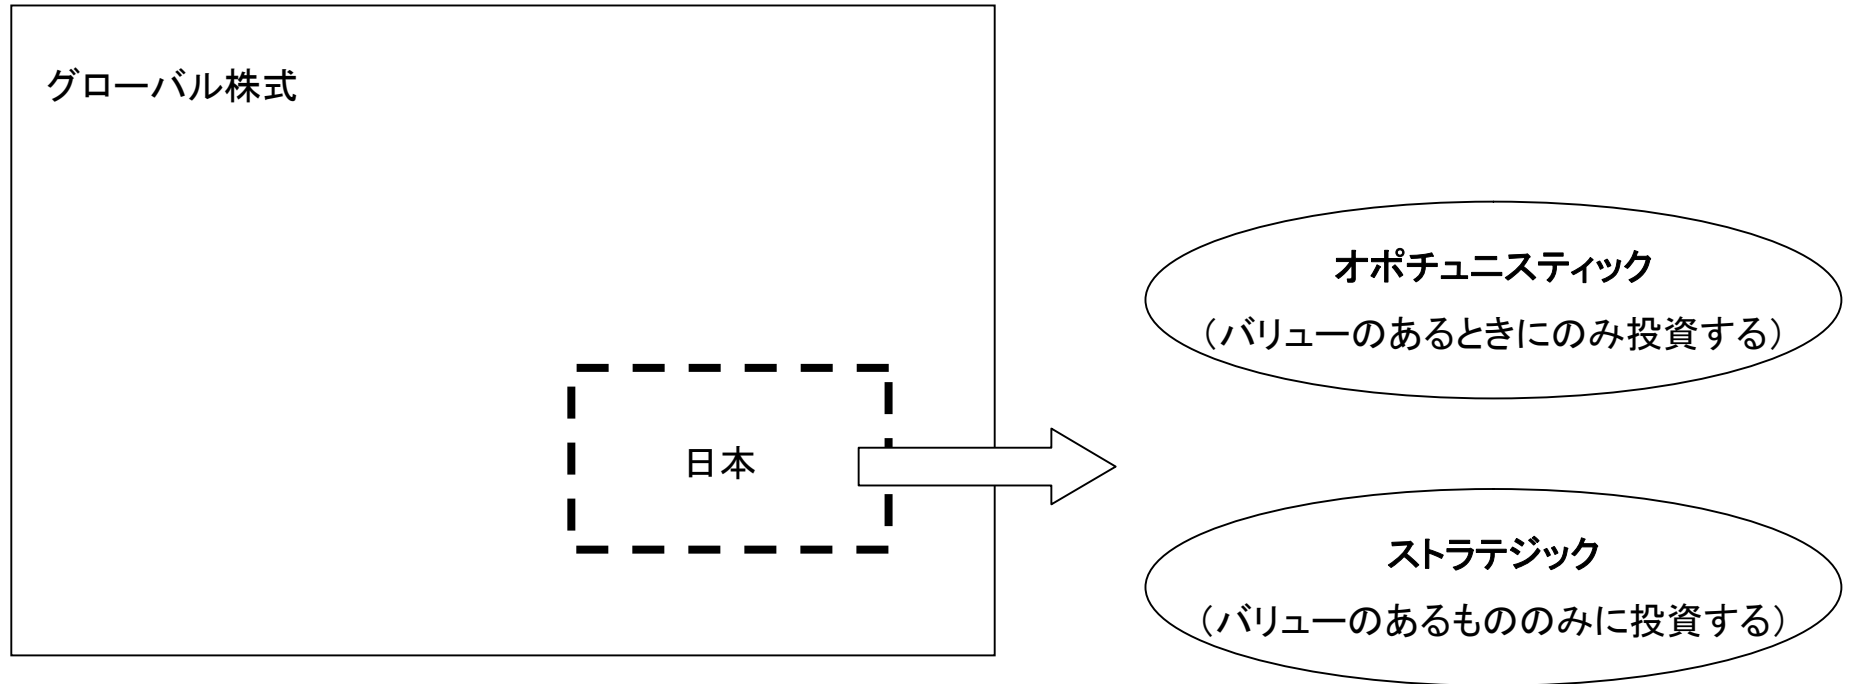 グローバル株式
日本
オポチュニスティック
（バリューのあるときにのみ投資する）
ストラテジック
（バリューのあるもののみに投資する）